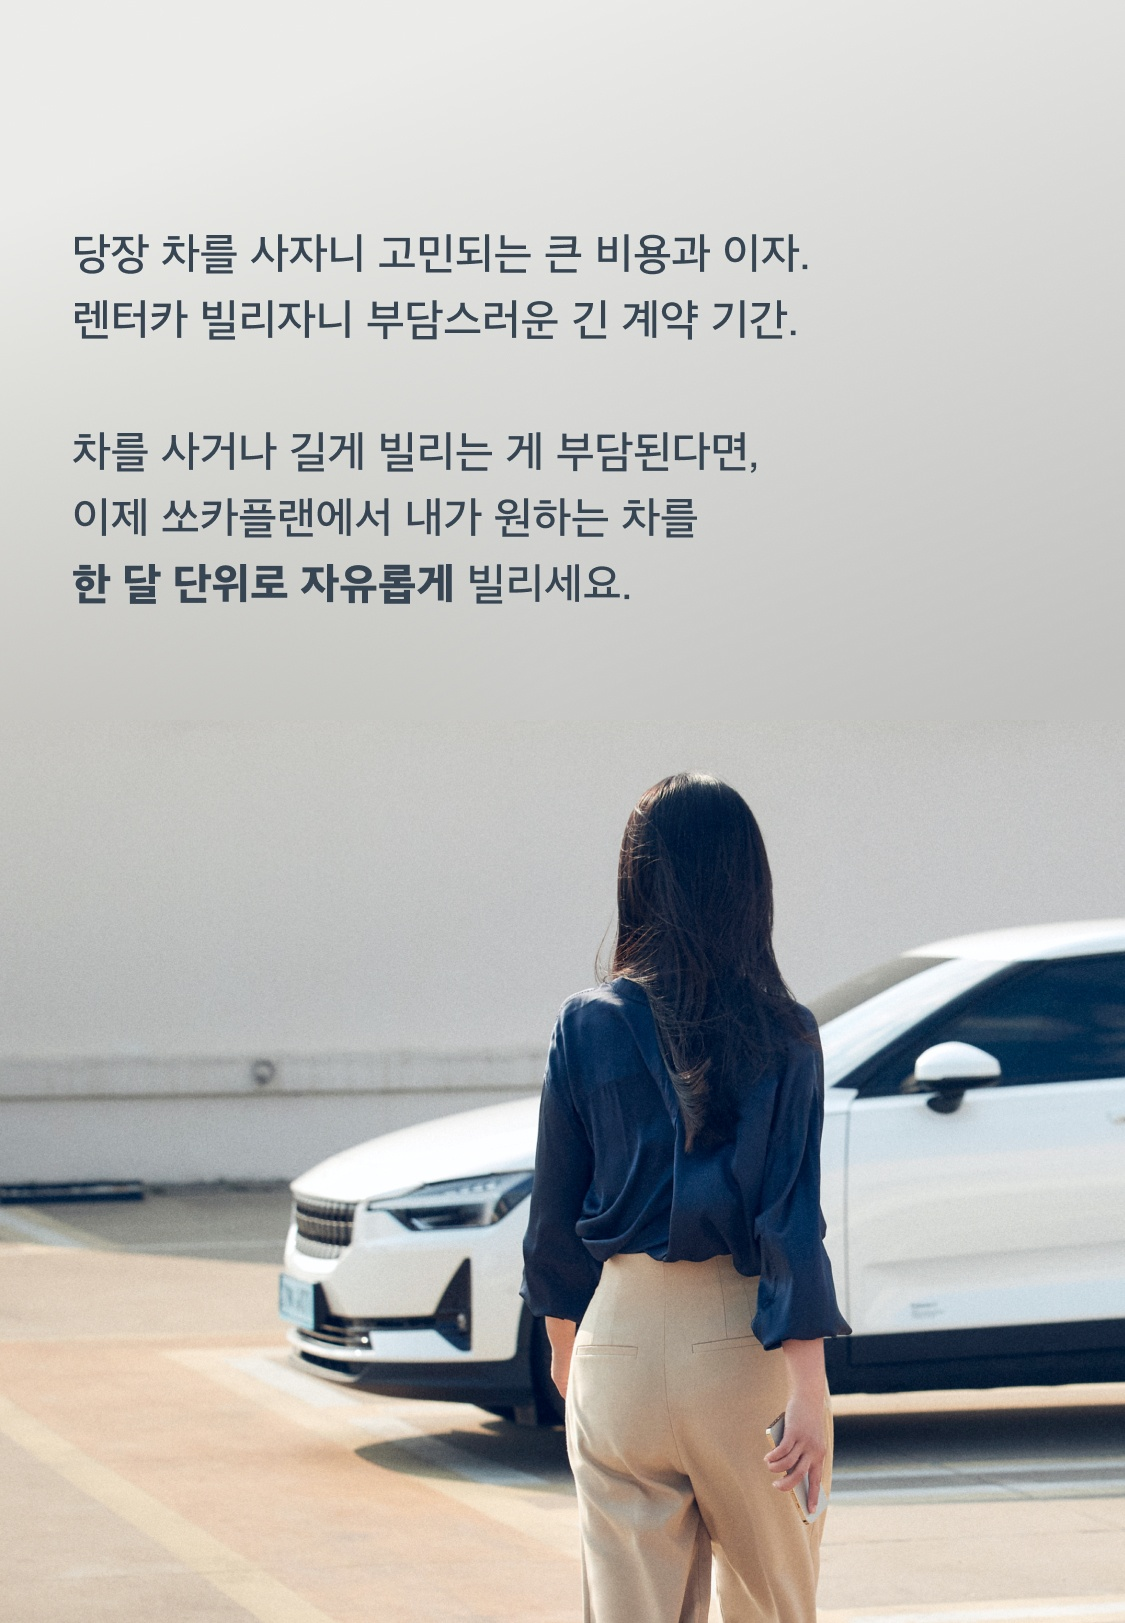 당장 차를 사자니 고민되는 큰 비용과 이자.
렌터카 빌리자니 부담스러운 긴 계약 기간.
차를 사거나 길게 빌리는 게 부담된다면,
이제 쏘카플랜에서 내가 원하는 차를
한 달 단위로 자유롭게 빌리세요.